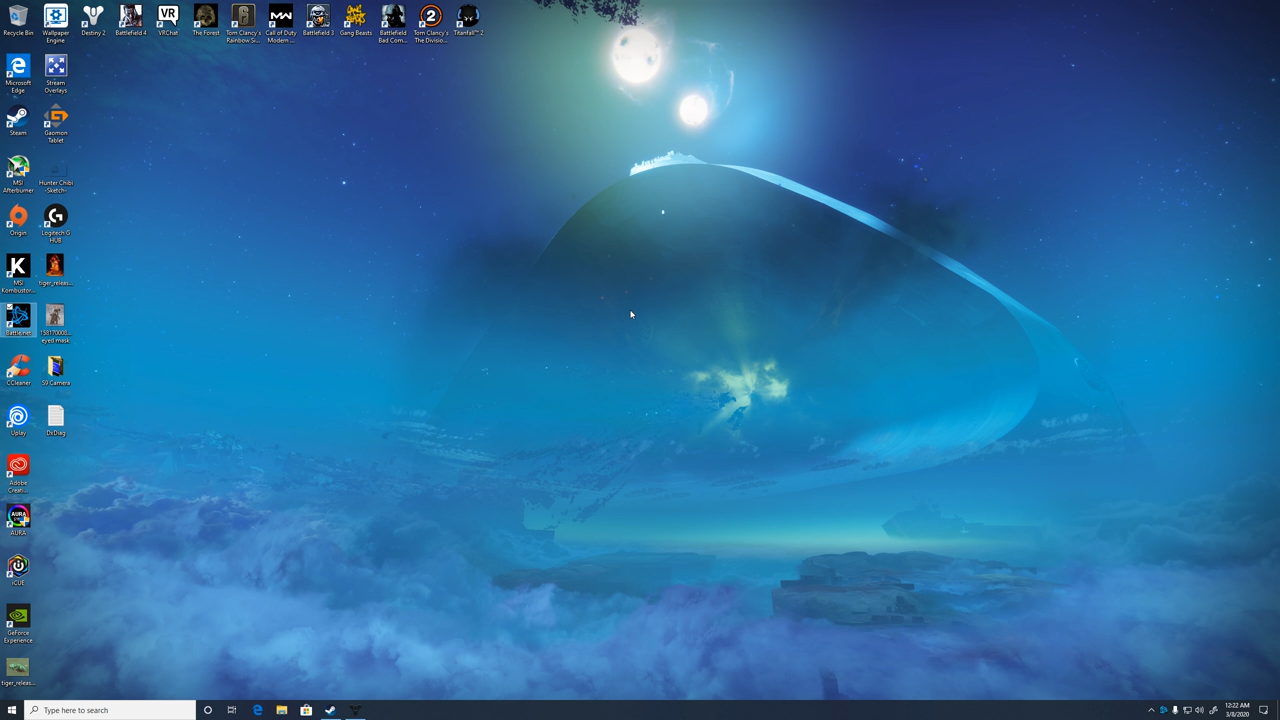 Recycle Bin
Wallpaper
Engine
Destiny 2
Battlefield 4
VRChat
The Forest
Tom Clancy's
Rainbow Si...
Call of Duty
Modern ...
Battlefield 3
Gang Beasts
Battlefield
Bad Com...
Tom Clancy's
The Divisio...
Titanfall™ 2
Microsoft
Edge
Stream
Overlays
Steam
Gaomon
Tablet
MSI
Afterburner
Hunter Chibi
-Sketch-
Origin
Logitech G
HUB
MSI
Kombustor...
tiger_releas...
Battle.net
eyed mask
CCleaner
S9 Camera
Uplay
DxDiag
Adobe
Creati...
AURA
AURA
iCUE
GeForce
Experience
tiger_releas...
Type here to search
12:22 AM
3/8/2020